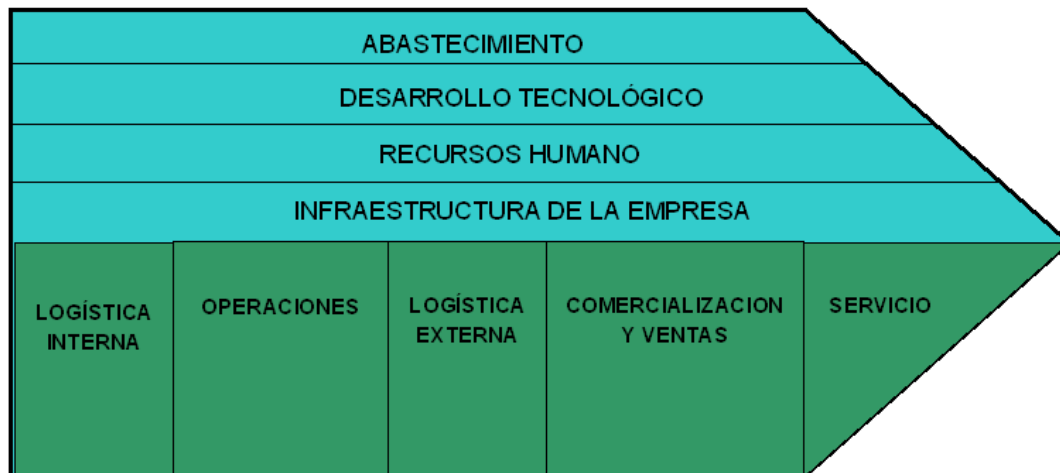 ABASTECIMIENTO
DESARROLLO TECNOLÓGICO
RECURSOS HUMANO
INFRAESTRUCTURA DE LA EMPRESA
LOGÍSTICA
INTERNA
OPERACIONES
LOGÍSTICA
EXTERNA
COMERCIALIZACION
Y VENTAS
SERVICIO